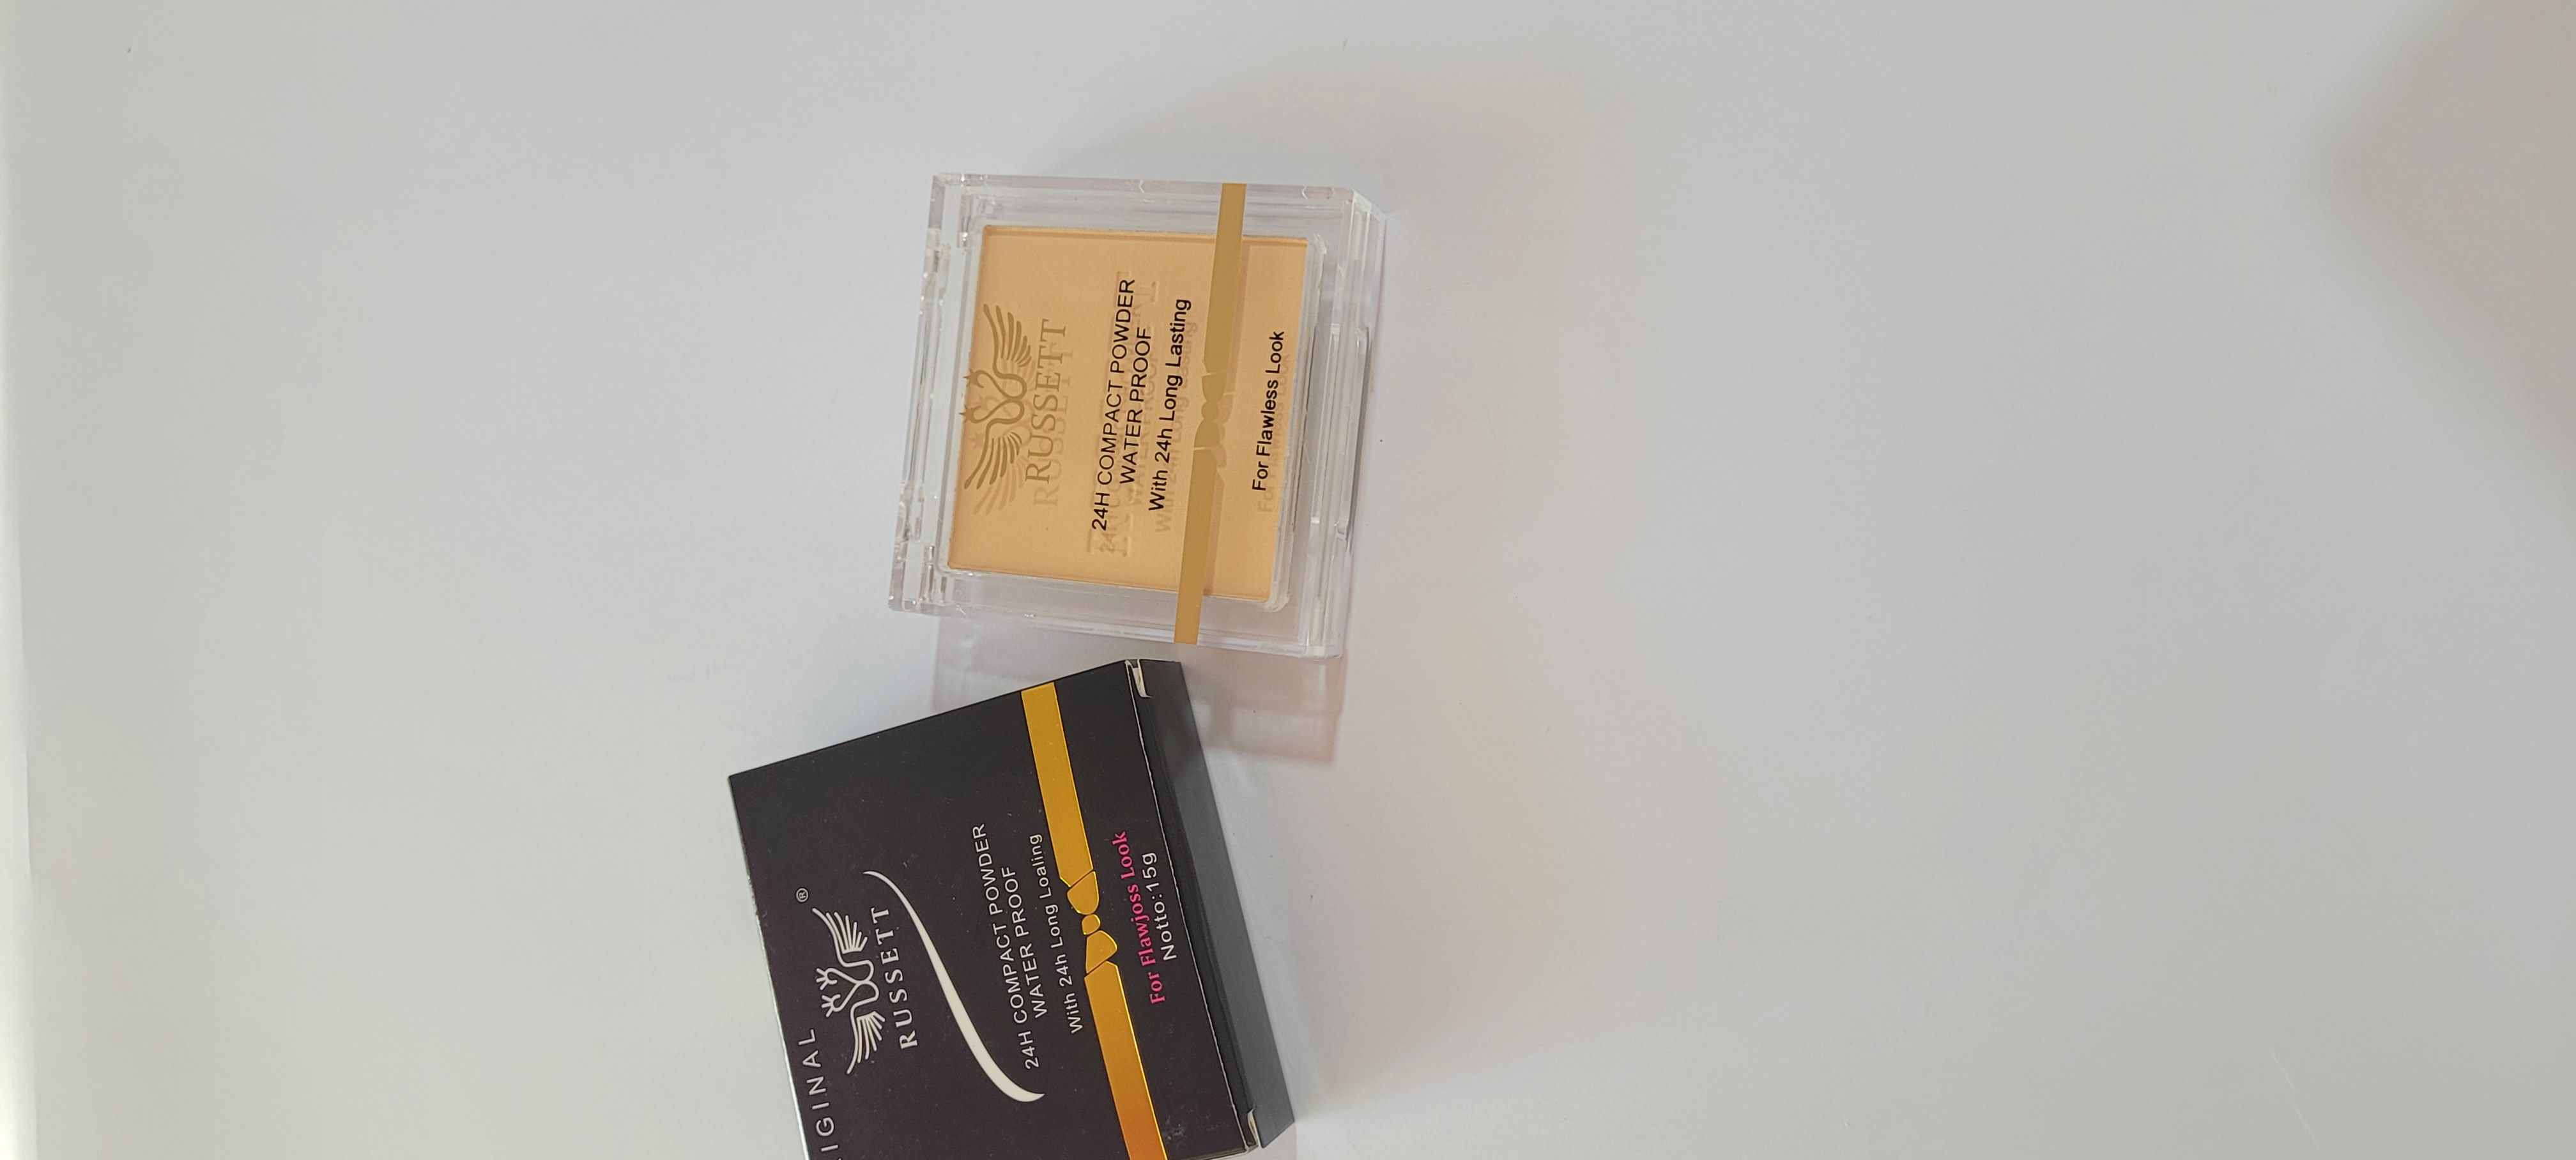 RUSSETT
24H COMPACT POWDER
WATER PROOF
With 24h Long Lasting
For Flawless Look
IGINAL
®
RUSSETT
24H COMPACT POWDER
WATER PROOF
With 24h Long Loaling
For Flawjoss Look
Notto:15g